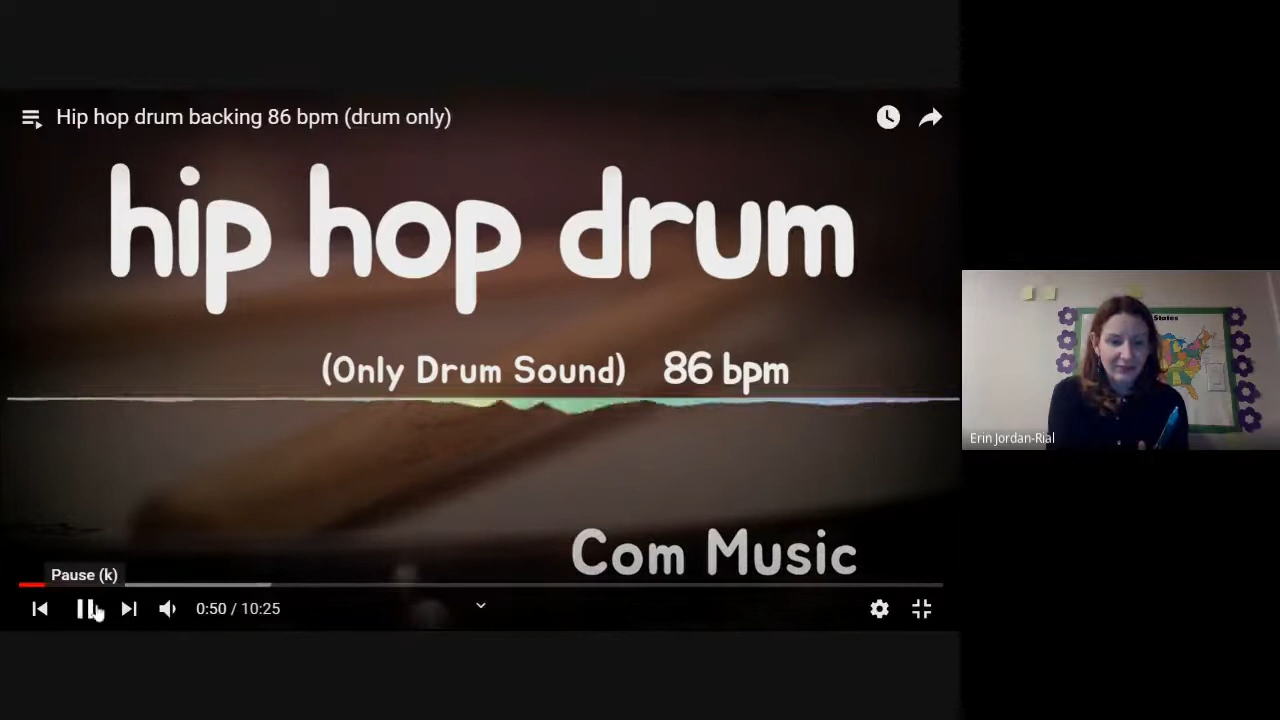 Hip hop drum backing 86 bpm (drum only)
hip hop drum
(Only Drum Sound) 86 bpm
Com Music
Pause (k)
0:50 / 10:25
States
Erin Jordan-Rial